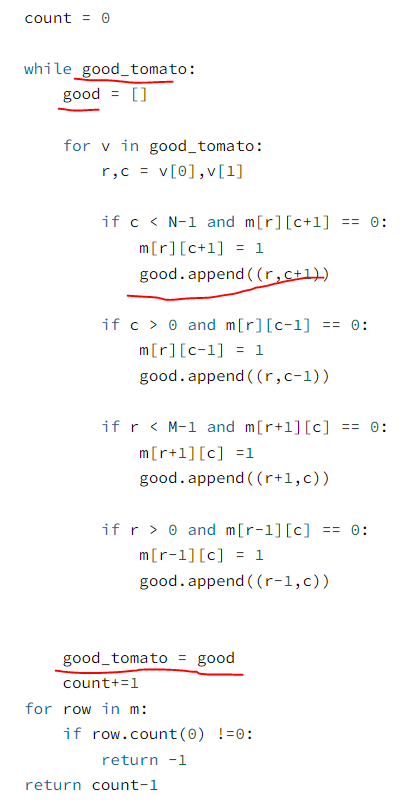 count = 0
while good_tomato:
good = []
for v in good_tomato:
r,c = v[0],v[1]
if c < N-1 and m[r][c+1] == 0:
m[r][c+1] = 1
good.append((r,c+1))
if c > 0 and m[r][c-1] == 0:
m[r][c-1] = 1
good.append((r,c-1))
if r < M-1 and m[r+1][c] == 0:
m[r+1][c] =1
good.append((r+1,c))
if r > 0 and m[r-1][c] == 0:
m[r-1][c] = 1
good.append((r-1,c))
good_tomato = good
count+=1
for row in m:
if row.count(0) !=0:
return -1
return count-1